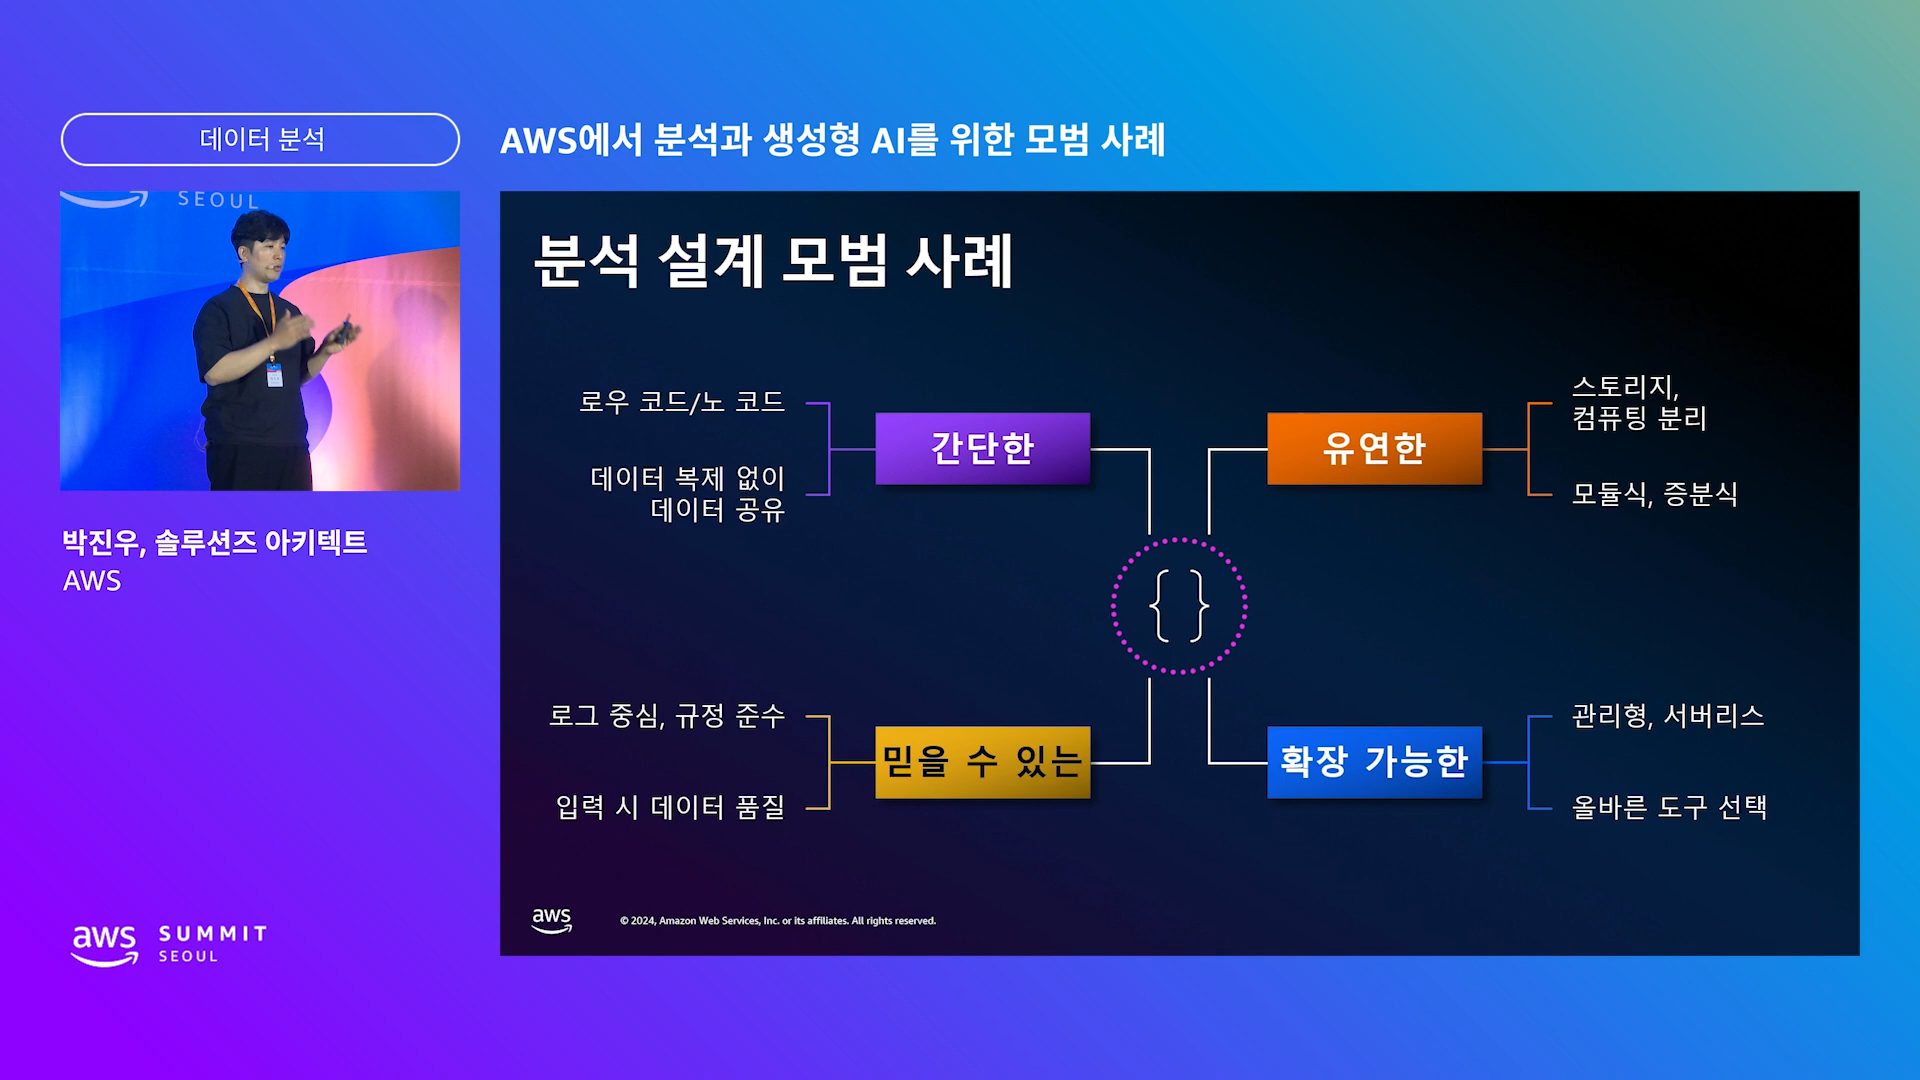 데이터 분석
AWS에서 분석과 생성형 AI를 위한 모범 사례
SEOUL
박진우, 솔루션즈 아키텍트
AWS
분석 설계 모범 사례
로우 코드/노 코드
데이터 복제 없이
데이터 공유
간단한
유연한
스토리지,
컴퓨팅 분리
모듈식, 증분식
{ }
로그 중심, 규정 준수
입력 시 데이터 품질
믿을 수 있는
확장 가능한
관리형, 서버리스
올바른 도구 선택
aws
© 2024, Amazon Web Services, Inc. or its affiliates. All rights reserved.
aws SUMMIT
SEOUL